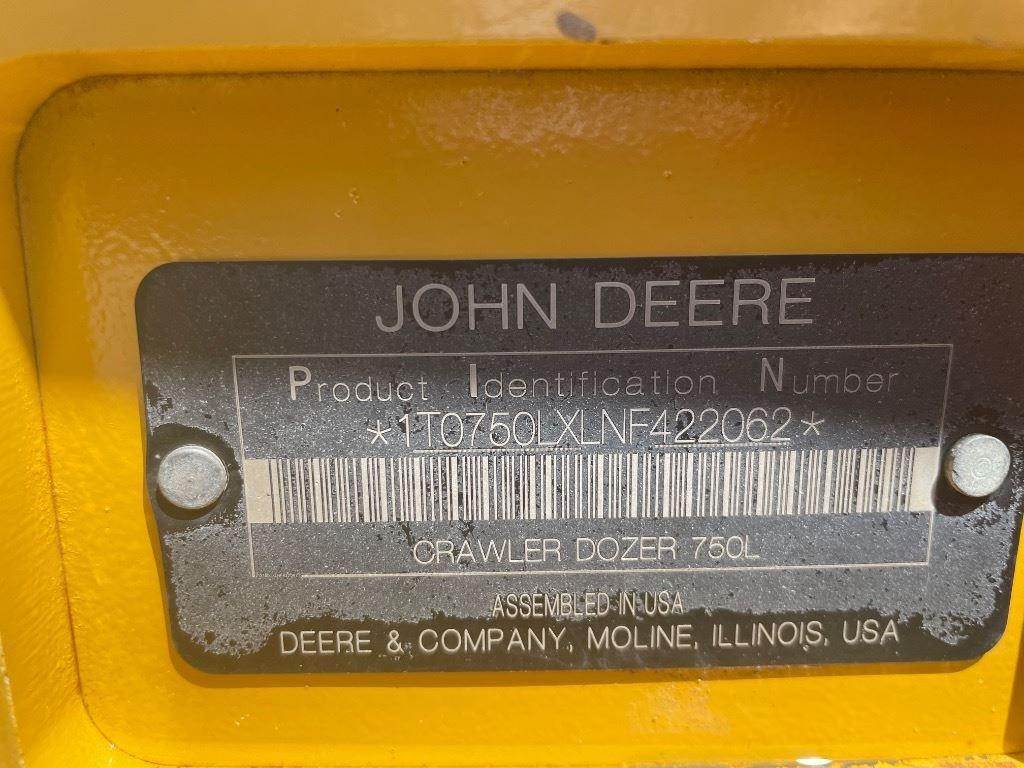 JOHN DEERE
Product Identification Number
*1T0750LXLNF422062*
CRAWLER DOZER 750L
ASSEMBLED IN USA
DEERE & COMPANY, MOLINE, ILLINOIS, USA